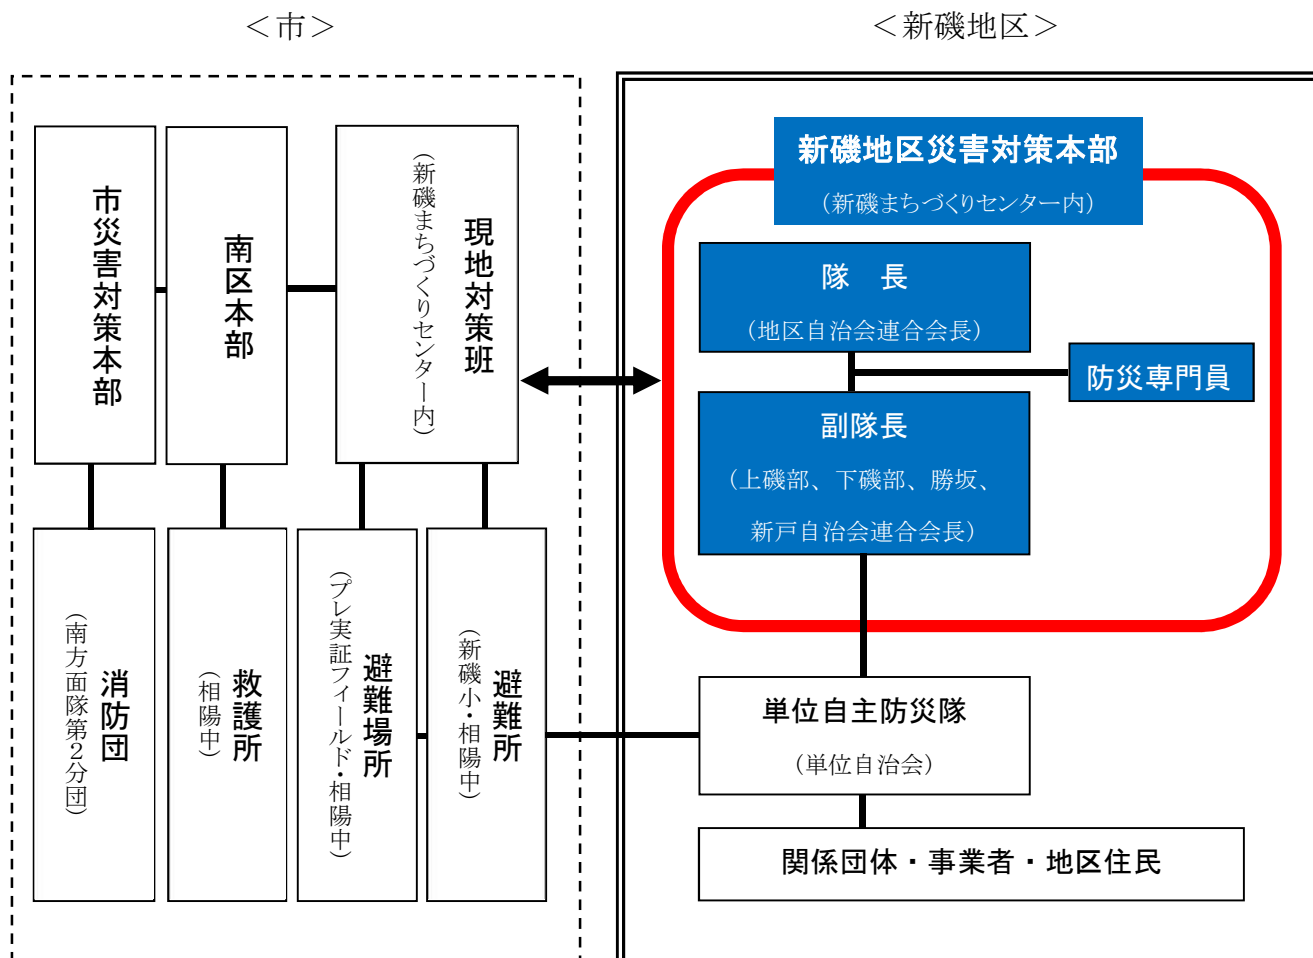 ＜市＞
市災害対策本部
南区本部
現地対策班
（新磯まちづくりセンター内）
消防団
（南方面隊第２分団）
救護所
（相陽中）
避難場所
（プレ実証フィールド・相陽中）
避難所
（新磯小・相陽中）
＜新磯地区＞
新磯地区災害対策本部
（新磯まちづくりセンター内）
隊　長
（地区自治会連合会長）
防災専門員
副隊長
（上磯部、下磯部、勝坂、
新戸自治会連合会長）
単位自主防災隊
（単位自治会）
関係団体・事業者・地区住民